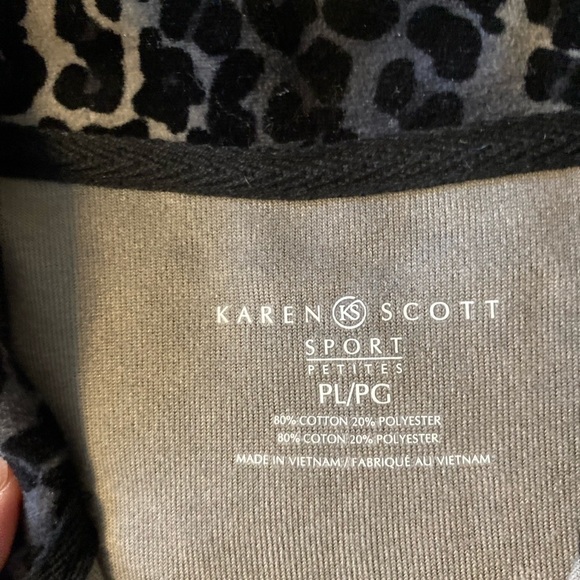 KAREN KS SCOTT
SPORT
PETITES
PL/PG
80% COTTON 20% POLYESTER
80% COTON 20% POLYESTER
MADE IN VIETNAM / FABRIQUÉ AU VIETNAM